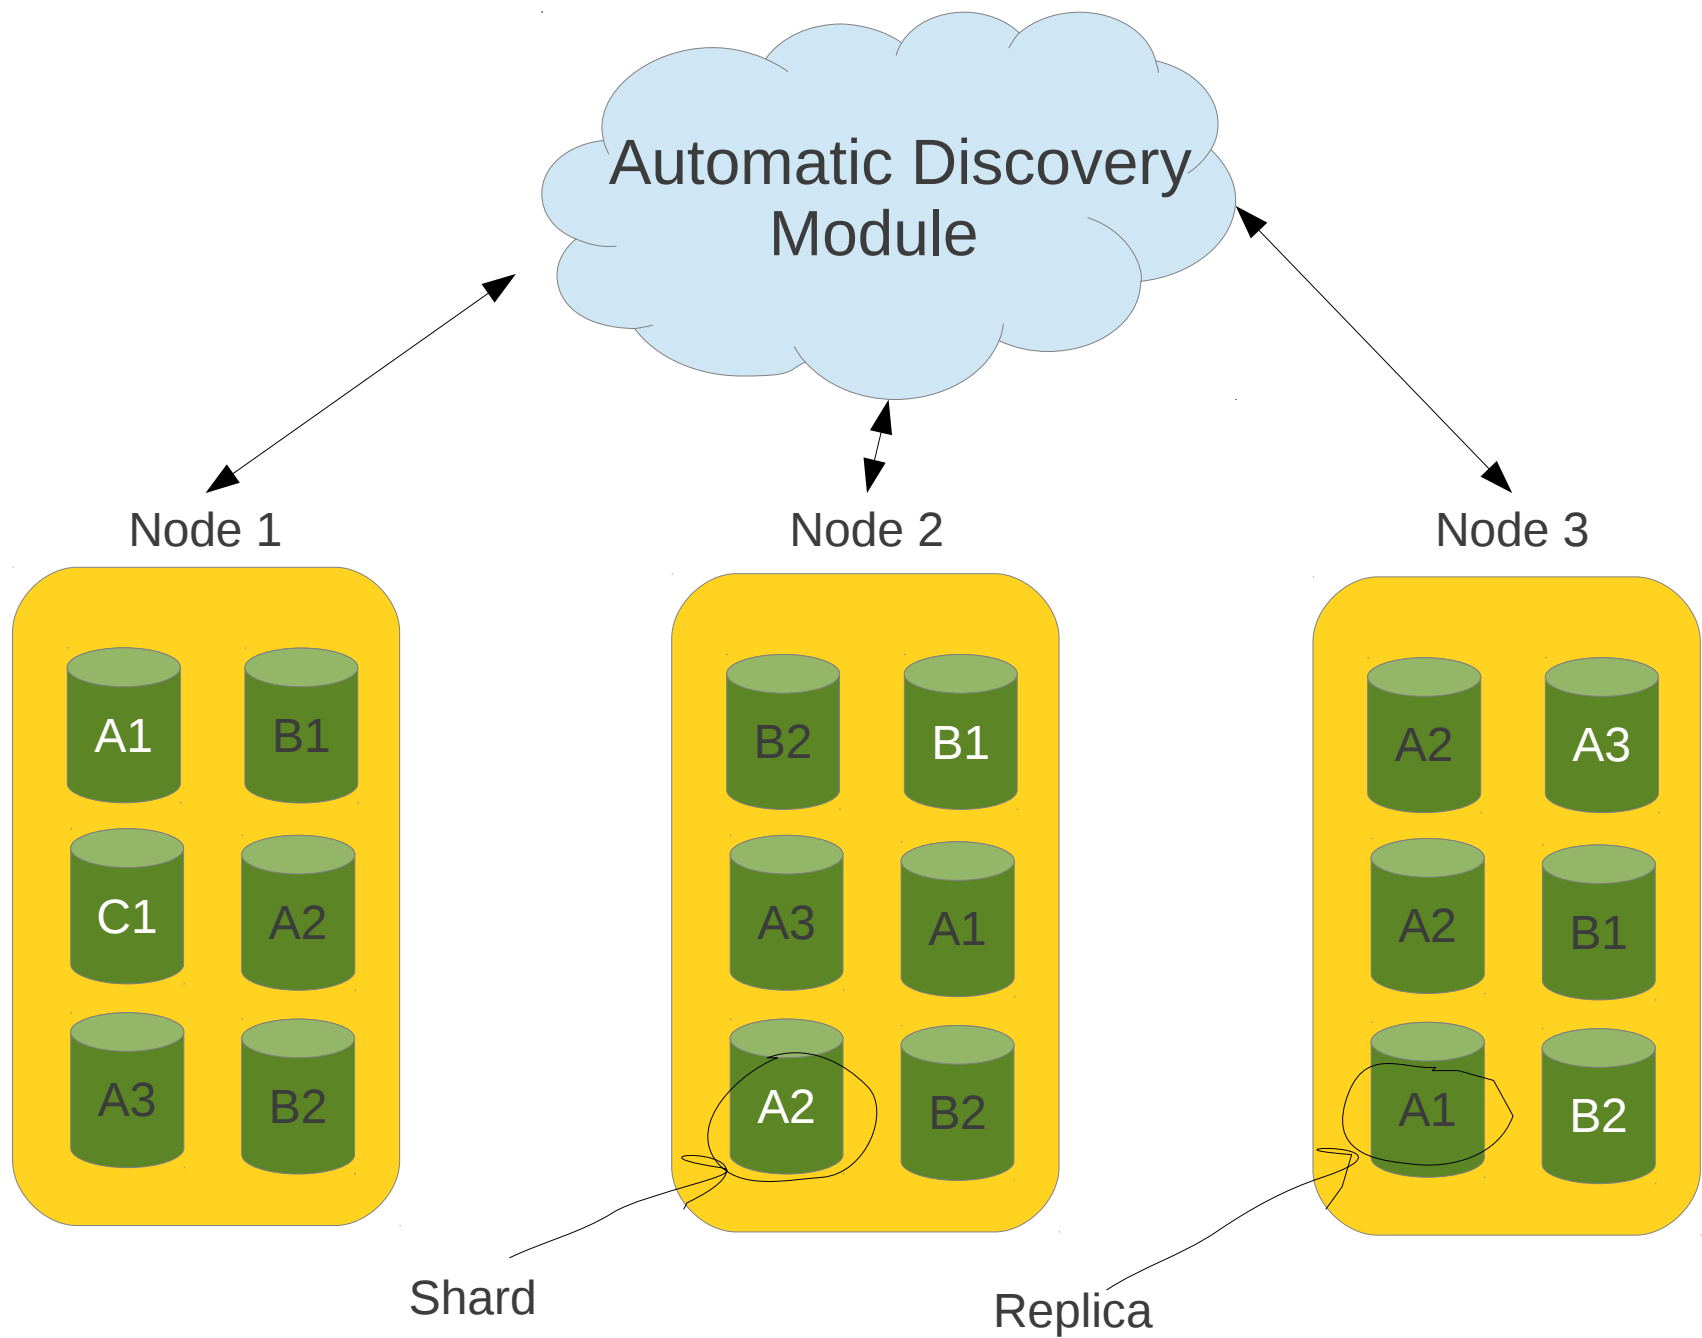 Automatic Discovery
Module
Node 1
Node 2
Node 3
A1
B1
C1
A2
A3
B2
B2
B1
A3
A1
A2
B2
A2
A3
A2
B1
A1
B2
Shard
Replica